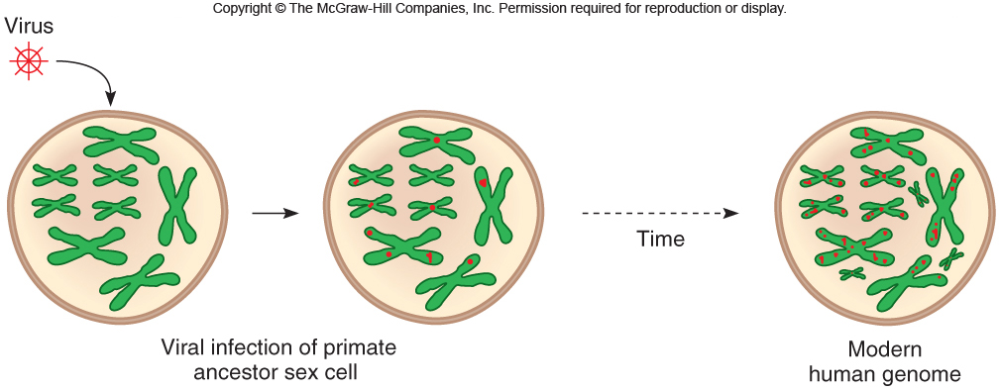 Copyright © The McGraw-Hill Companies, Inc. Permission required for reproduction or display.
Virus
Time
Viral infection of primate
ancestor sex cell
Modern
human genome